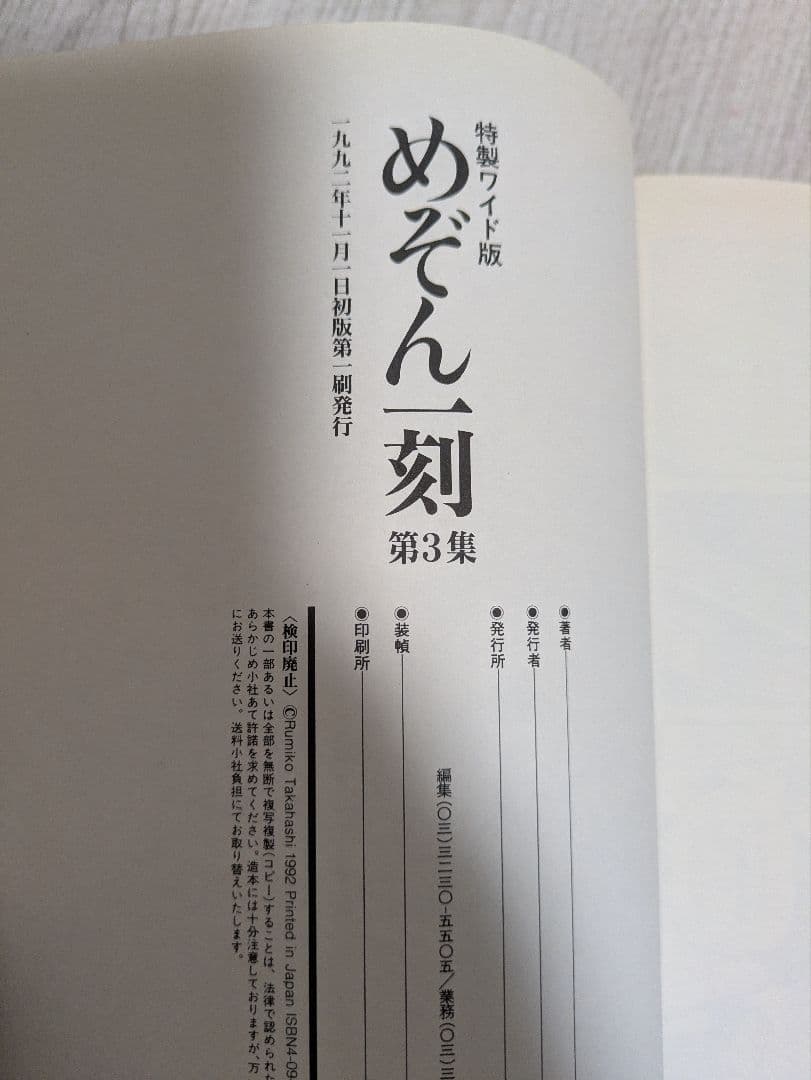 特製ワイド版
めぞん一刻
第3集
一九九二年十一月一日初版第一刷発行
●著者
●発行者
●発行所
編集(〇三)三二三〇-五五〇五/業務(〇三)三
●装幀
●印刷所
〈検印廃止〉©Rumiko Takahashi 1992 Printed in Japan ISBN4-09-
本書の一部あるいは全部を無断で複写複製(コピー)することは、法律で認められた
あらかじめ小社あて許諾を求めてください。造本には十分注意しておりますが、万
にお送りください。送料小社負担にてお取り替えいたします。